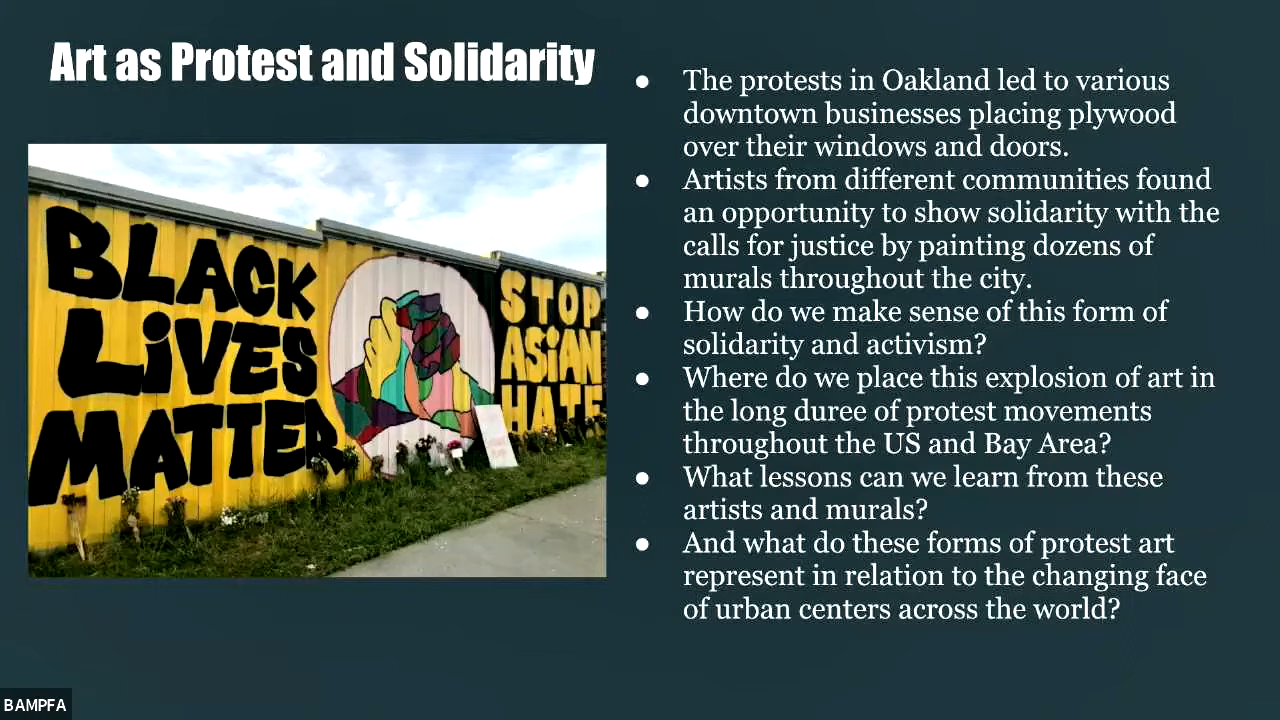 Art as Protest and Solidarity
BLACK
LiVES
MATTER
STOP
ASiAN
HATE
● The protests in Oakland led to various
downtown businesses placing plywood
over their windows and doors.
● Artists from different communities found
an opportunity to show solidarity with the
calls for justice by painting dozens of
murals throughout the city.
● How do we make sense of this form of
solidarity and activism?
● Where do we place this explosion of art in
the long duree of protest movements
throughout the US and Bay Area?
● What lessons can we learn from these
artists and murals?
● And what do these forms of protest art
represent in relation to the changing face
of urban centers across the world?
BAMPFA